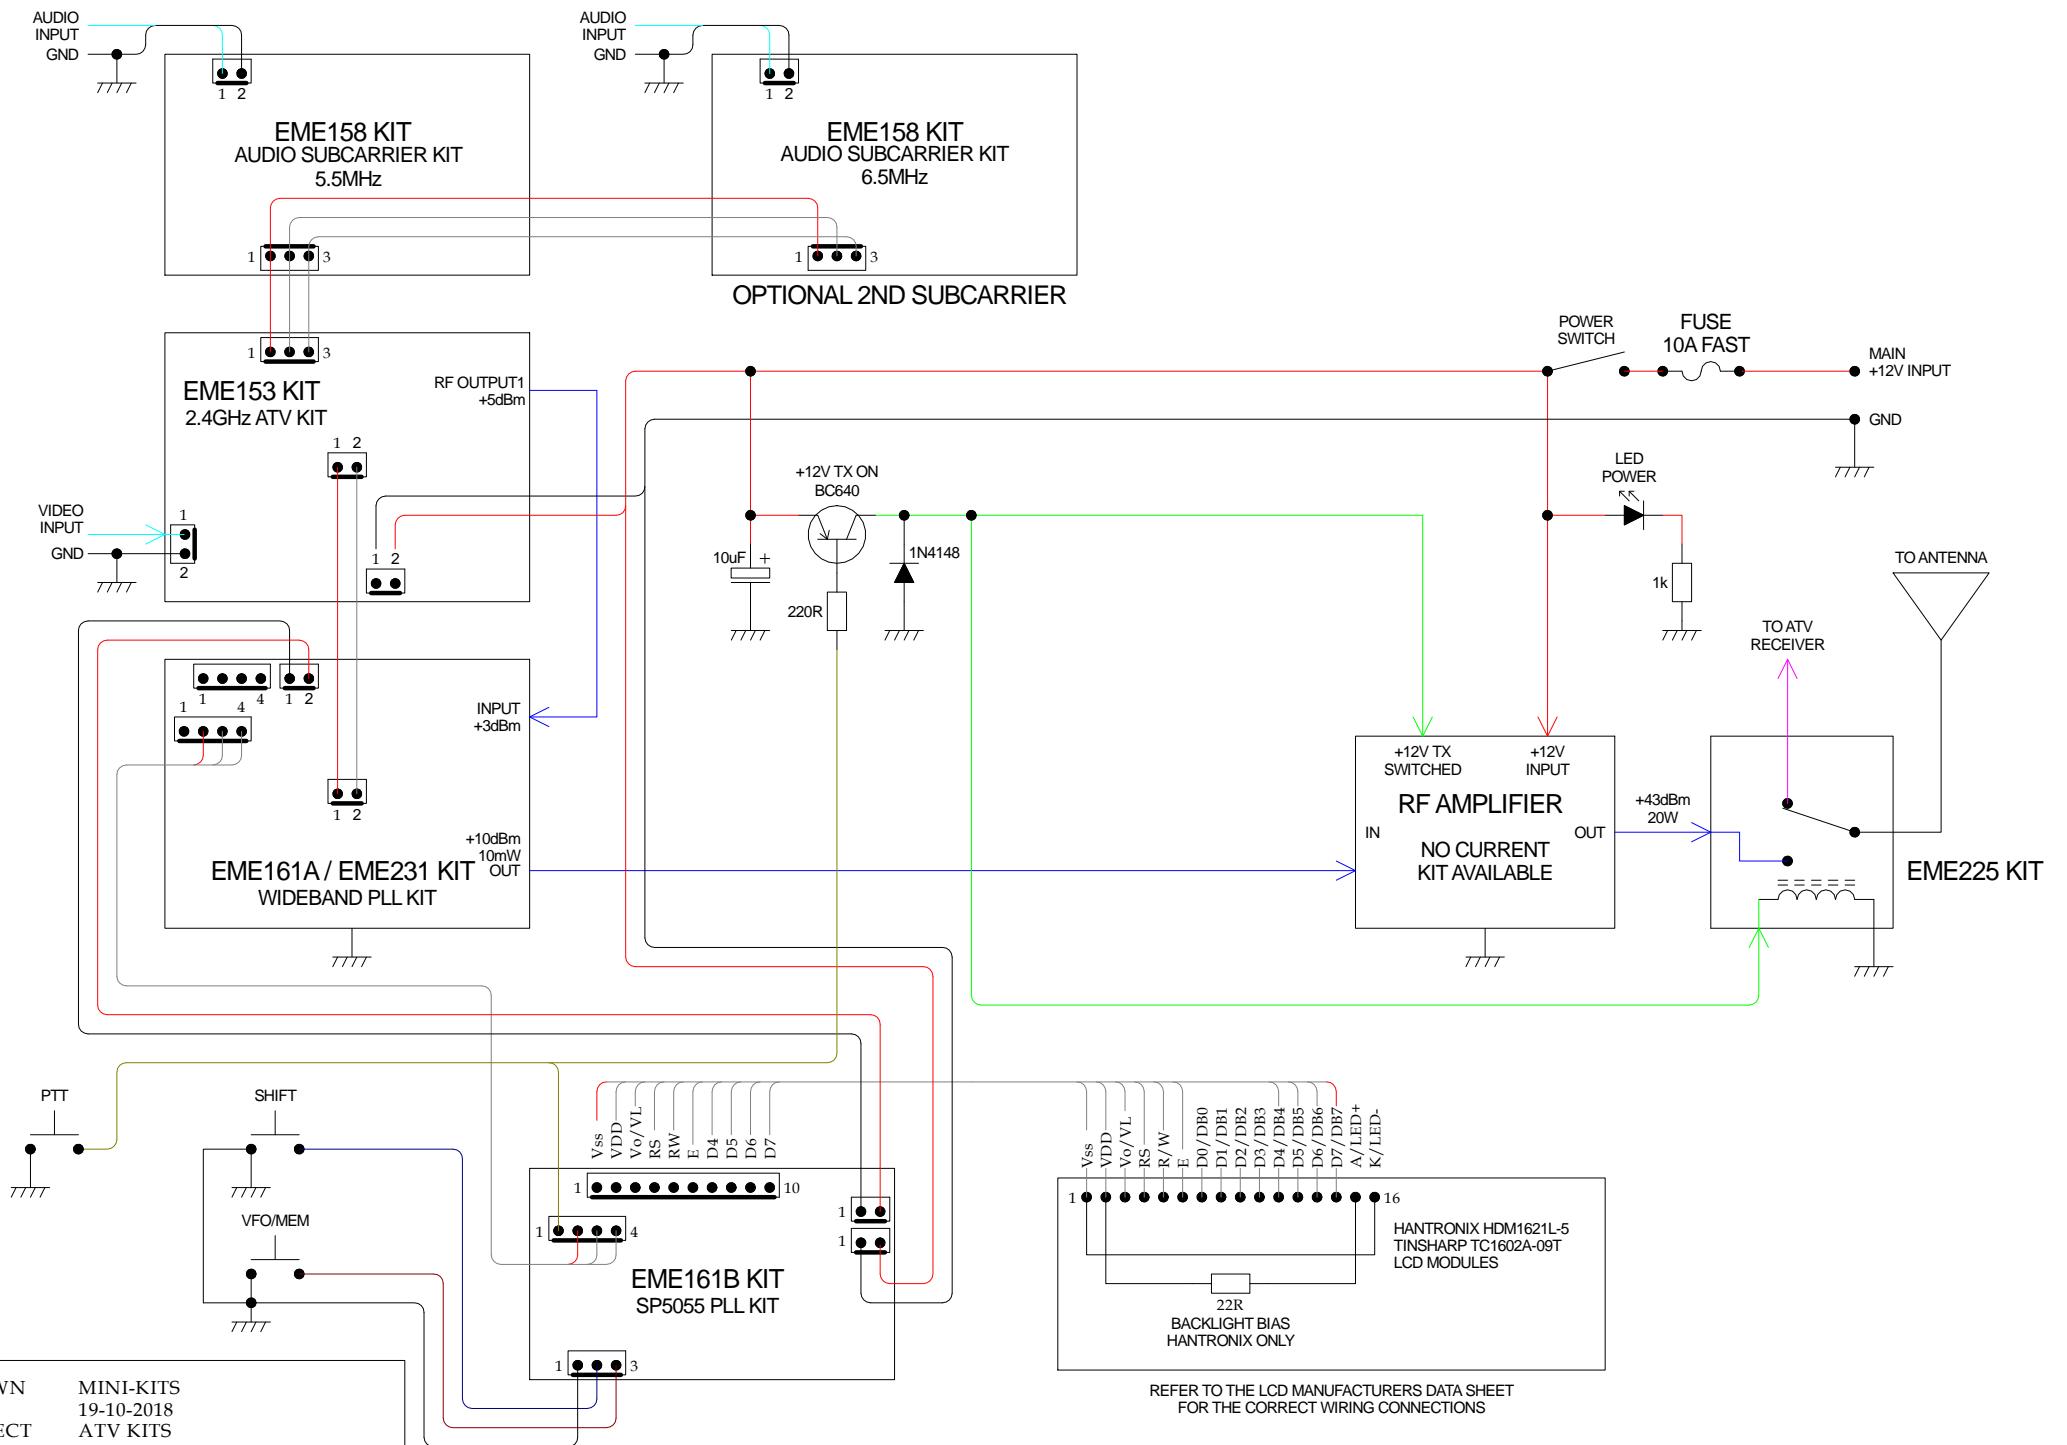 AUDIO
INPUT
GND
1 2
EME158 KIT
AUDIO SUBCARRIER KIT
5.5MHz
1 3
AUDIO
INPUT
GND
1 2
EME158 KIT
AUDIO SUBCARRIER KIT
6.5MHz
1 3
OPTIONAL 2ND SUBCARRIER
1 3
EME153 KIT
2.4GHz ATV KIT
RF OUTPUT1
+5dBm
1 2
VIDEO
INPUT
GND
1
2
1 2
POWER
SWITCH
FUSE
10A FAST
MAIN
+12V INPUT
GND
+12V TX ON
BC640
10uF +
220R
1N4148
LED
POWER
1k
TO ANTENNA
TO ATV
RECEIVER
1 4 1 2
1 4
INPUT
+3dBm
1 2
+10dBm
10mW
OUT
EME161A / EME231 KIT
WIDEBAND PLL KIT
+12V TX
SWITCHED
+12V
INPUT
RF AMPLIFIER
IN
OUT
NO CURRENT
KIT AVAILABLE
+43dBm
20W
EME225 KIT
PTT
SHIFT
VFO/MEM
Vss
VDD
Vo/VL
RS
RW
E
D4
D5
D6
D7
1 10
1 4
1
1
EME161B KIT
SP5055 PLL KIT
1 3
Vss
VDD
Vo/VL
RS
R/W
E
D0/DB0
D1/DB1
D2/DB2
D3/DB3
D4/DB4
D5/DB5
D6/DB6
D7/DB7
A/LED+
K/LED-
1 16
HANTRONIX HDM1621L-5
TINSHARP TC1602A-09T
LCD MODULES
22R
BACKLIGHT BIAS
HANTRONIX ONLY
REFER TO THE LCD MANUFACTURERS DATA SHEET
FOR THE CORRECT WIRING CONNECTIONS
WN MINI-KITS
19-10-2018
ECT ATV KITS